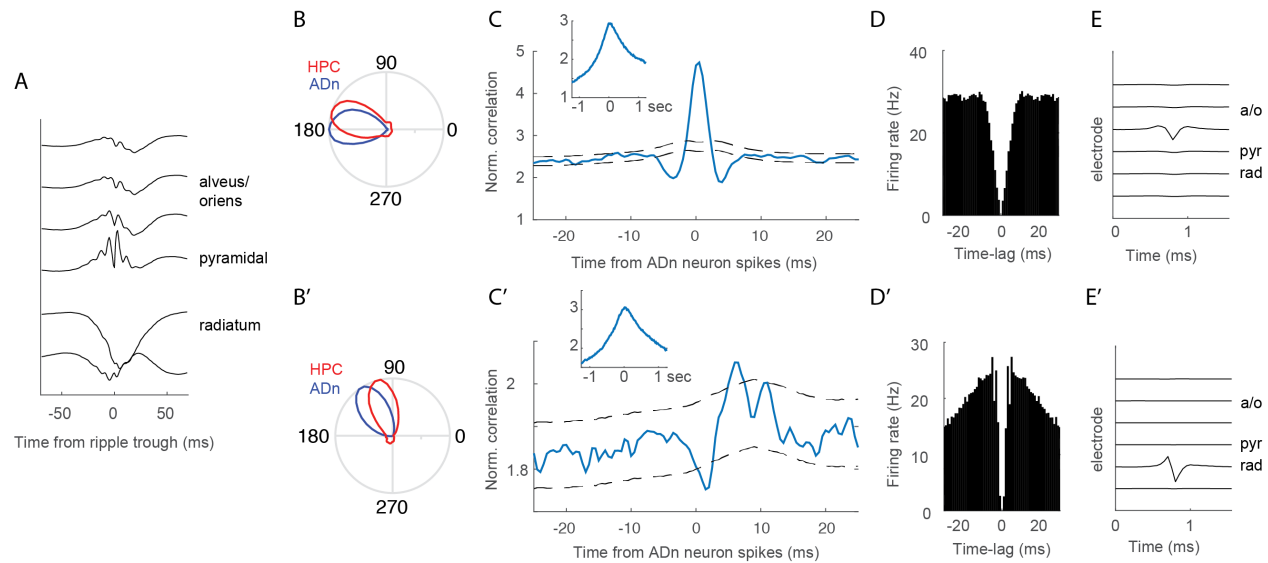 A
alveus/
oriens
pyramidal
radiatum
-50 0 50
Time from ripple trough (ms)
B
HPC
ADn
90
180 0
270
C
Norm. correlation
5
4
3
2
1
3
2
1
-1 0 1 sec
-20 -10 0 10 20
Time from ADn neuron spikes (ms)
D
Firing rate (Hz)
40
20
0
-20 0 20
Time-lag (ms)
E
electrode
a/o
pyr
rad
0 1
Time (ms)
B′
HPC
ADn
90
180 0
270
C′
Norm. correlation
2
1.8
3
2
-1 0 1 sec
-20 -10 0 10 20
Time from ADn neuron spikes (ms)
D′
Firing rate (Hz)
30
20
10
0
-20 0 20
Time-lag (ms)
E′
electrode
a/o
pyr
rad
0 1
Time (ms)